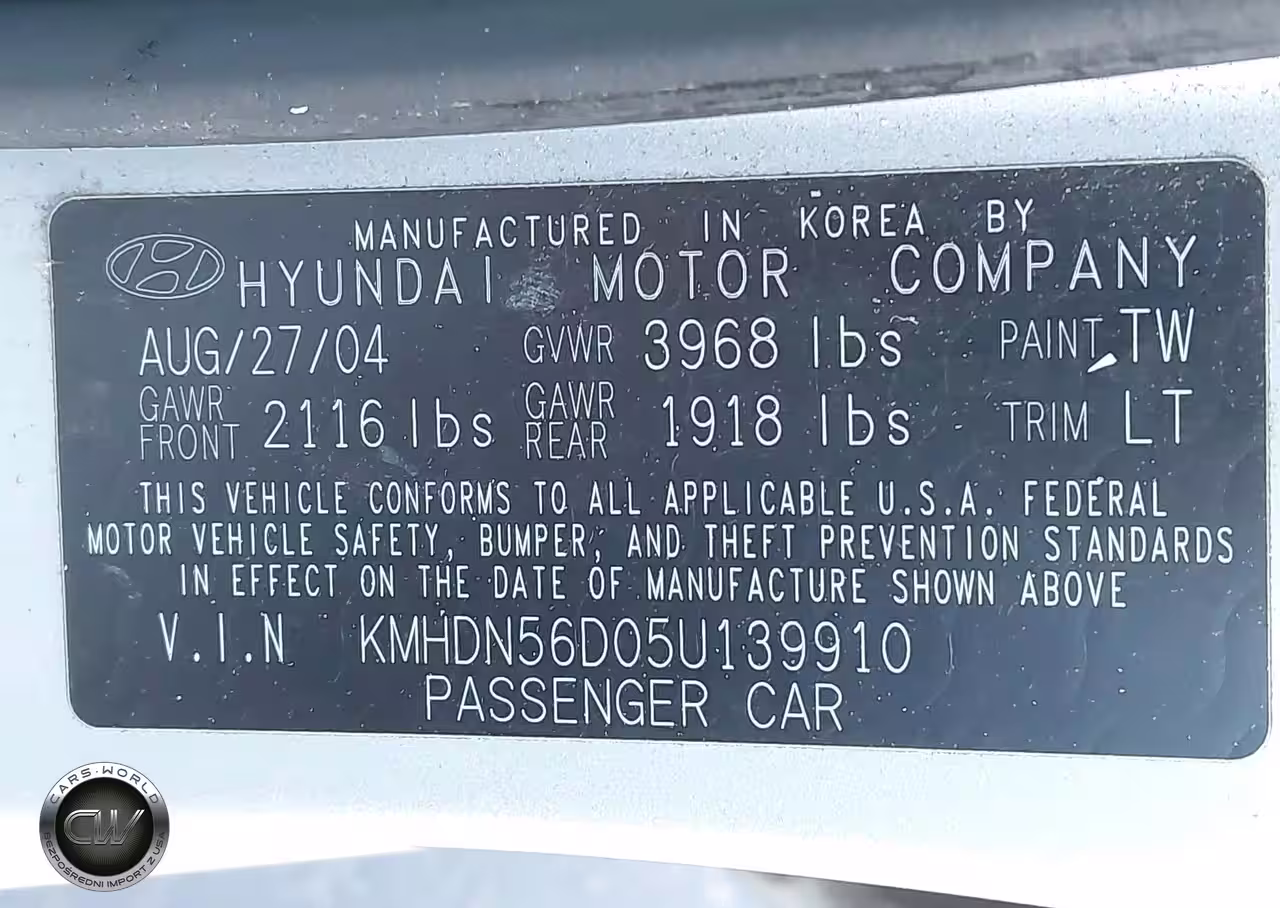 MANUFACTURED IN KOREA BY
HYUNDAI MOTOR COMPANY
AUG/27/04 GVWR 3968 lbs PAINT TW
GAWR FRONT 2116 lbs GAWR REAR 1918 lbs TRIM LT
THIS VEHICLE CONFORMS TO ALL APPLICABLE U.S.A. FEDERAL
MOTOR VEHICLE SAFETY, BUMPER, AND THEFT PREVENTION STANDARDS
IN EFFECT ON THE DATE OF MANUFACTURE SHOWN ABOVE
V.I.N KMHDN56D05U139910
PASSENGER CAR
CARS·WORLD
CW
BEZPOŚREDNI IMPORT Z USA